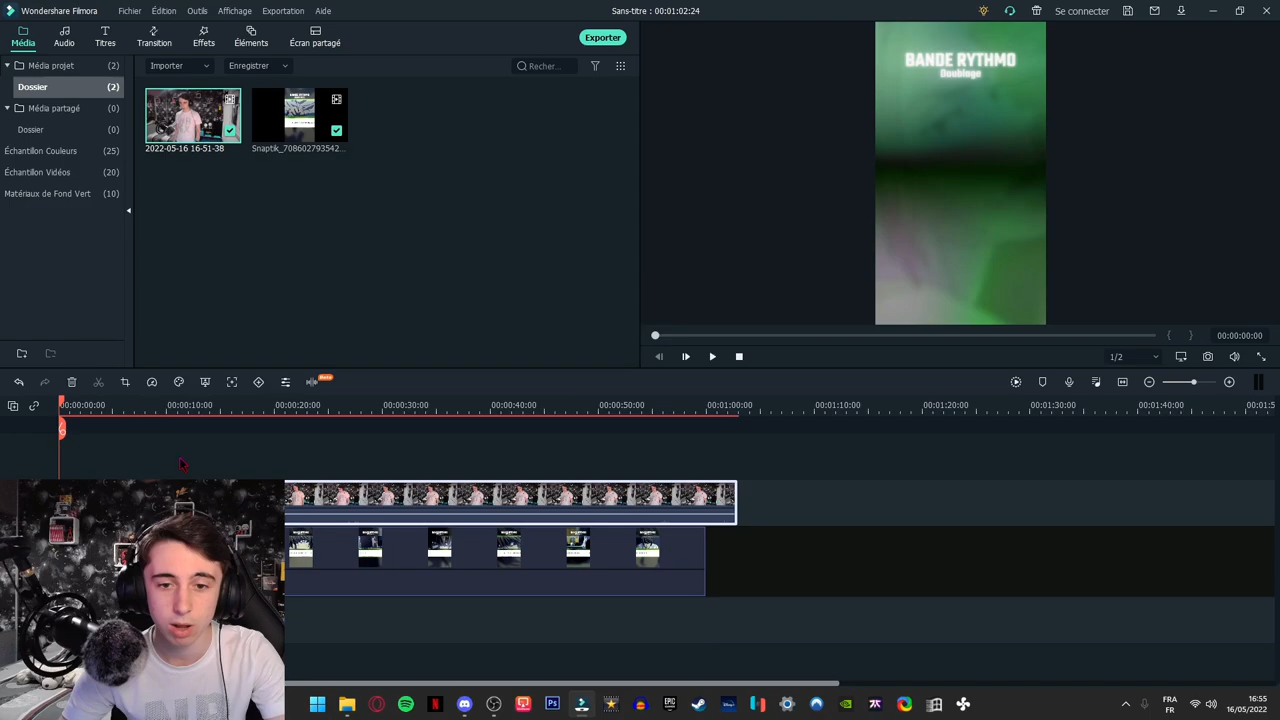 Wondershare Filmora Fichier Édition Outils Affichage Exportation Aide Sans-titre : 00:01:02:24 Se connecter
Média Audio Titres Transition Effets Éléments Écran partagé Exporter
Média projet (2)
Dossier (2)
Média partagé (0)
Dossier (0)
Échantillon Couleurs (25)
Échantillon Vidéos (20)
Matériaux de Fond Vert (10)
Importer Enregistrer Recher...
2022-05-16 16-51-38 Snaptik_708602793542...
BANDE RYTHMO
Doublage
00:00:00:00
1/2
Beta
00:00:00:00 00:00:10:00 00:00:20:00 00:00:30:00 00:00:40:00 00:00:50:00 00:01:00:00 00:01:10:00 00:01:20:00 00:01:30:00 00:01:40:00 00:01:5
FRA
FR
16:55
16/05/2022